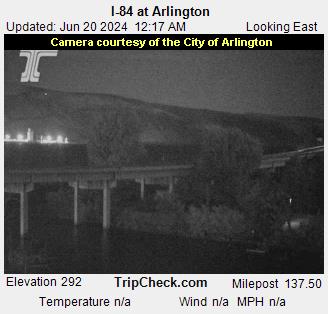 I-84 at Arlington
Updated: Jun 20 2024 12:17 AM Looking East
Camera courtesy of the City of Arlington
Elevation 292 TripCheck.com Milepost 137.50
Temperature n/a Wind n/a MPH n/a